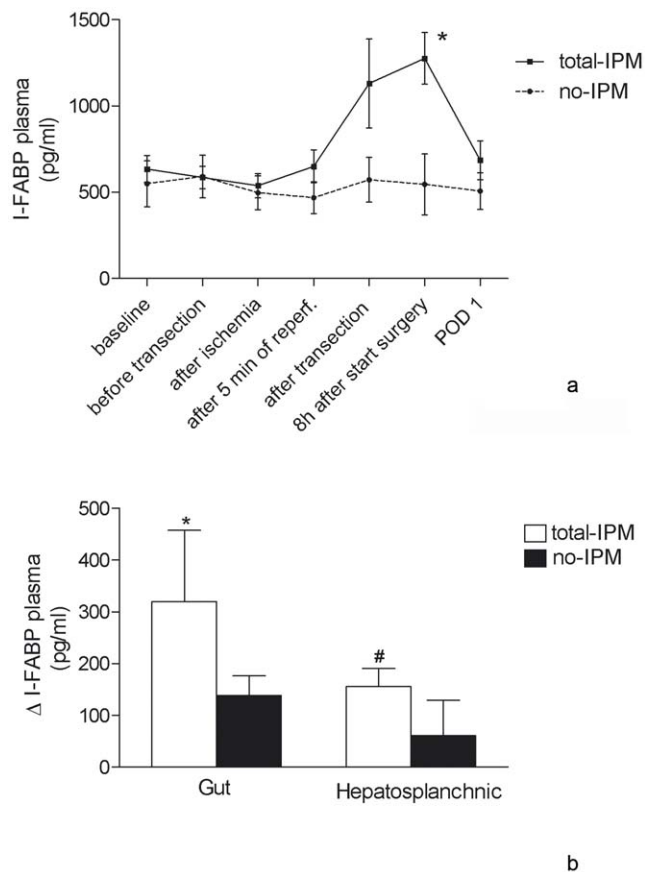 1500
1000
500
0
I-FABP plasma
(pg/ml)
*
total-IPM
no-IPM
baseline
before transection
after ischemia
after 5 min of reperf.
after transection
8h after start surgery
POD 1
a
500
400
300
200
100
0
Δ I-FABP plasma
(pg/ml)
*
#
total-IPM
no-IPM
Gut
Hepatosplanchnic
b